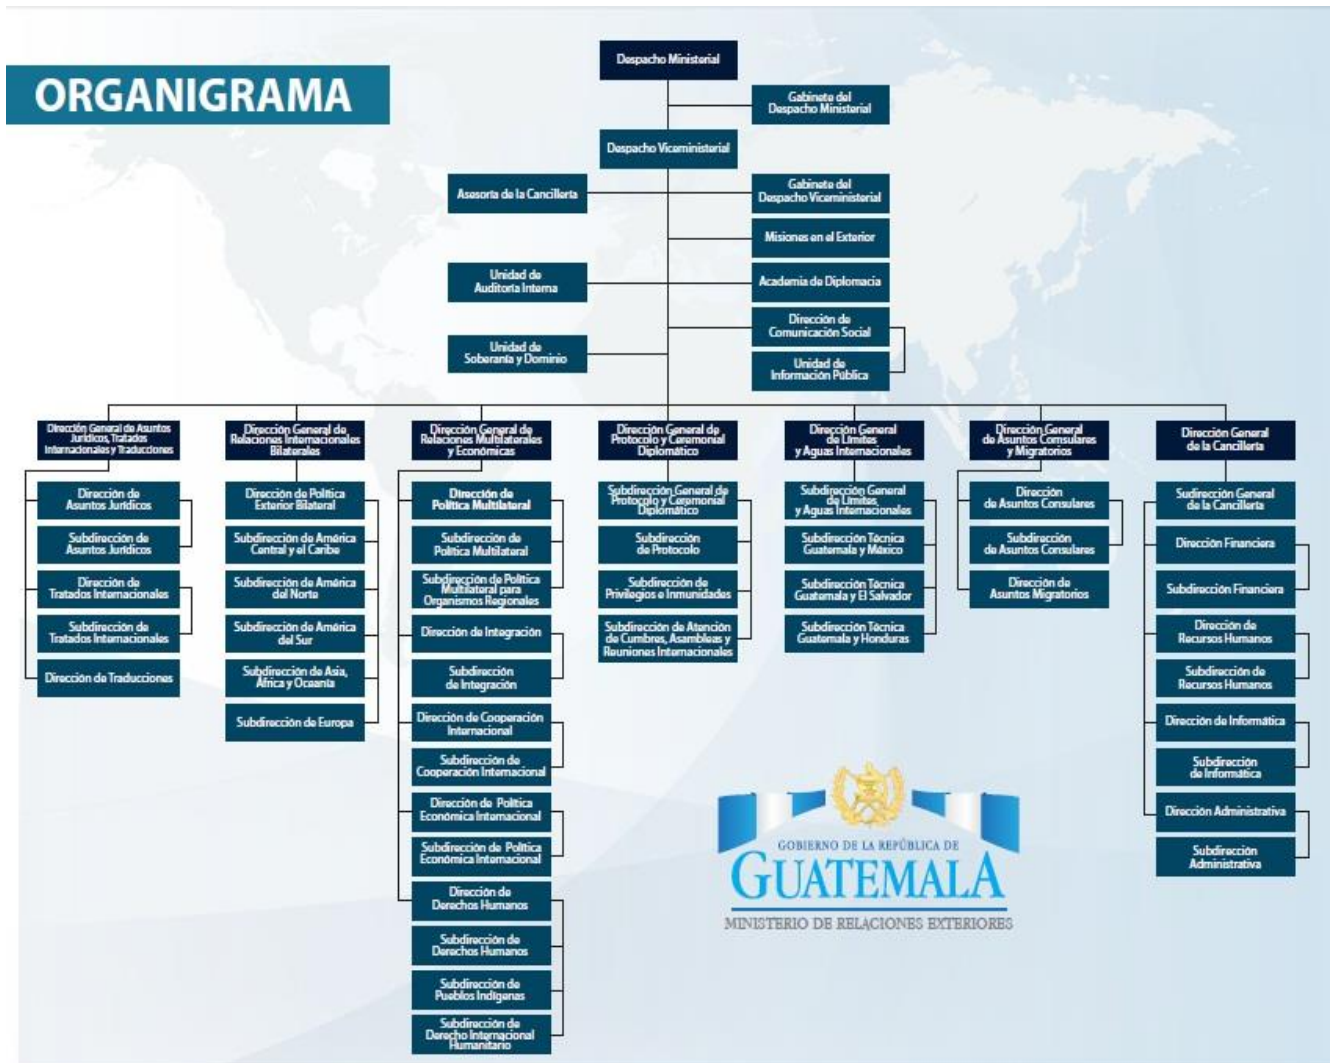 ORGANIGRAMA
Despacho Ministerial
Gabinete del
Despacho Ministerial
Despacho Viceministerial
Asesoría de la Cancillería
Gabinete del
Despacho Viceministerial
Misiones en el Exterior
Unidad de
Auditoría Interna
Academia de Diplomacia
Dirección de
Comunicación Social
Unidad de
Soberanía y Dominio
Unidad de
Información Pública
Dirección General de Asuntos
Jurídicos, Tratados
Internacionales y Traducciones
Dirección de
Asuntos Jurídicos
Subdirección de
Asuntos Jurídicos
Dirección de
Tratados Internacionales
Subdirección de
Tratados Internacionales
Dirección de Traducciones
Dirección General de
Relaciones Internacionales
Bilaterales
Dirección de Política
Exterior Bilateral
Subdirección de América
Central y el Caribe
Subdirección de América
del Norte
Subdirección de América
del Sur
Subdirección de Asia,
África y Oceanía
Subdirección de Europa
Dirección General de
Relaciones Multilaterales
y Económicas
Dirección de
Política Multilateral
Subdirección de
Política Multilateral
Subdirección de Política
Multilateral para
Organismos Regionales
Dirección de Integración
Subdirección
de Integración
Dirección de Cooperación
Internacional
Subdirección de
Cooperación Internacional
Dirección de Política
Económica Internacional
Subdirección de Política
Económica Internacional
Dirección de
Derechos Humanos
Subdirección de
Derechos Humanos
Subdirección de
Pueblos Indígenas
Subdirección de
Derecho Internacional
Humanitario
Dirección General de
Protocolo y Ceremonial
Diplomático
Subdirección General de
Protocolo y Ceremonial
Diplomático
Subdirección
de Protocolo
Subdirección de
Privilegios e Inmunidades
Subdirección de Atención
de Cumbres, Asambleas y
Reuniones Internacionales
Dirección General
de Límites
y Aguas Internacionales
Subdirección General
de Límites,
y Aguas Internacionales
Subdirección Técnica
Guatemala y México
Subdirección Técnica
Guatemala y El Salvador
Subdirección Técnica
Guatemala y Honduras
Dirección General
de Asuntos Comsulares
y Migratorios
Dirección
de Asuntos Consulares
Subdirección
de Asuntos Consulares
Dirección de
Asuntos Migratorios
Dirección General
de la Cancillería
Sudirección General
de la Cancillería
Dirección Financiera
Subdirección Financiera
Dirección de
Recursos Humanos
Subdirección de
Recursos Humanos
Dirección de Informática
Subdirección
de Informática
Dirección Administrativa
Subdirección
Administrativa
GOBIERNO DE LA REPÚBLICA DE
GUATEMALA
MINISTERIO DE RELACIONES EXTERIORES